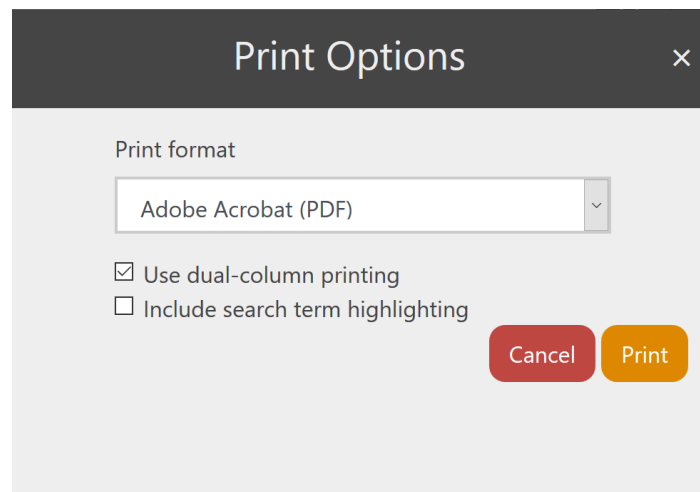 Print Options ×
Print format
Adobe Acrobat (PDF)
Use dual-column printing
Include search term highlighting
Cancel Print